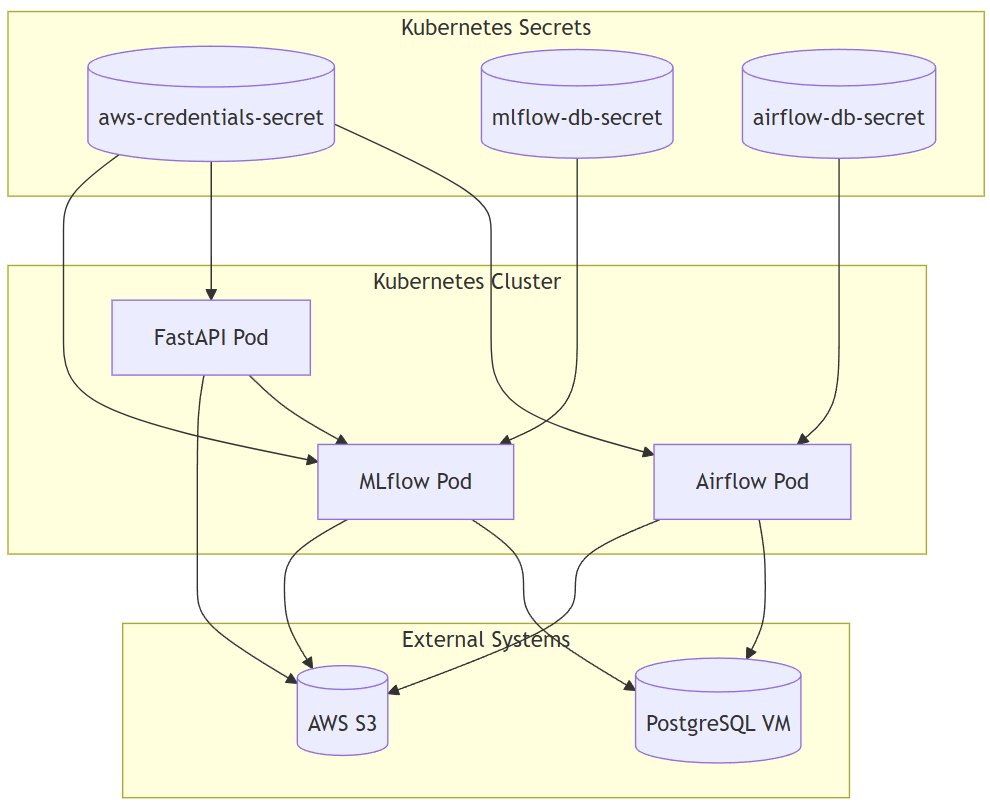 Kubernetes Secrets
aws-credentials-secret
mlflow-db-secret
airflow-db-secret
Kubernetes Cluster
FastAPI Pod
MLflow Pod
Airflow Pod
External Systems
AWS S3
PostgreSQL VM